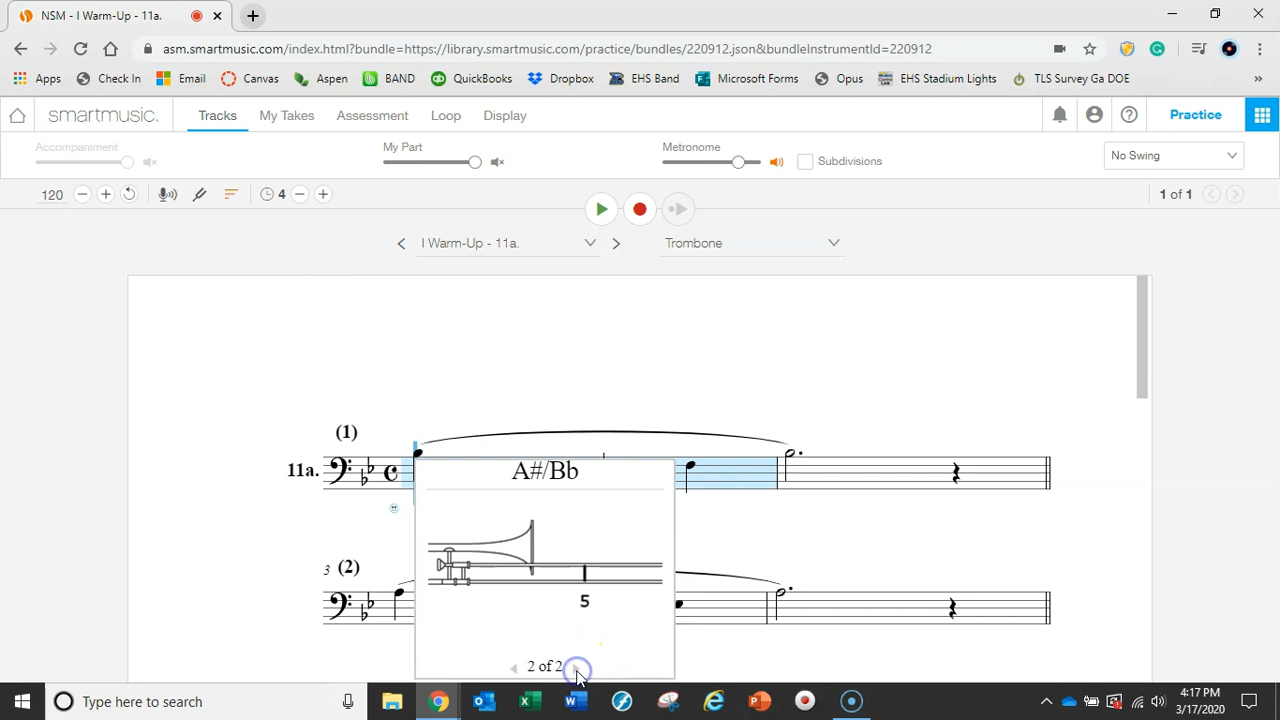 NSM - I Warm-Up - 11a.
asm.smartmusic.com/index.html?bundle=https://library.smartmusic.com/practice/bundles/220912.json&bundleInstrumentId=220912
Apps Check In Email Canvas Aspen BAND QuickBooks Dropbox EHS Band Microsoft Forms Opus EHS Stadium Lights TLS Survey Ga DOE
smartmusic. Tracks My Takes Assessment Loop Display Practice
Accompaniment My Part Metronome Subdivisions No Swing
120 4 1 of 1
I Warm-Up - 11a. Trombone
(1)
11a.
A#/Bb
5
3 (2)
2 of 2
Type here to search
4:17 PM
3/17/2020